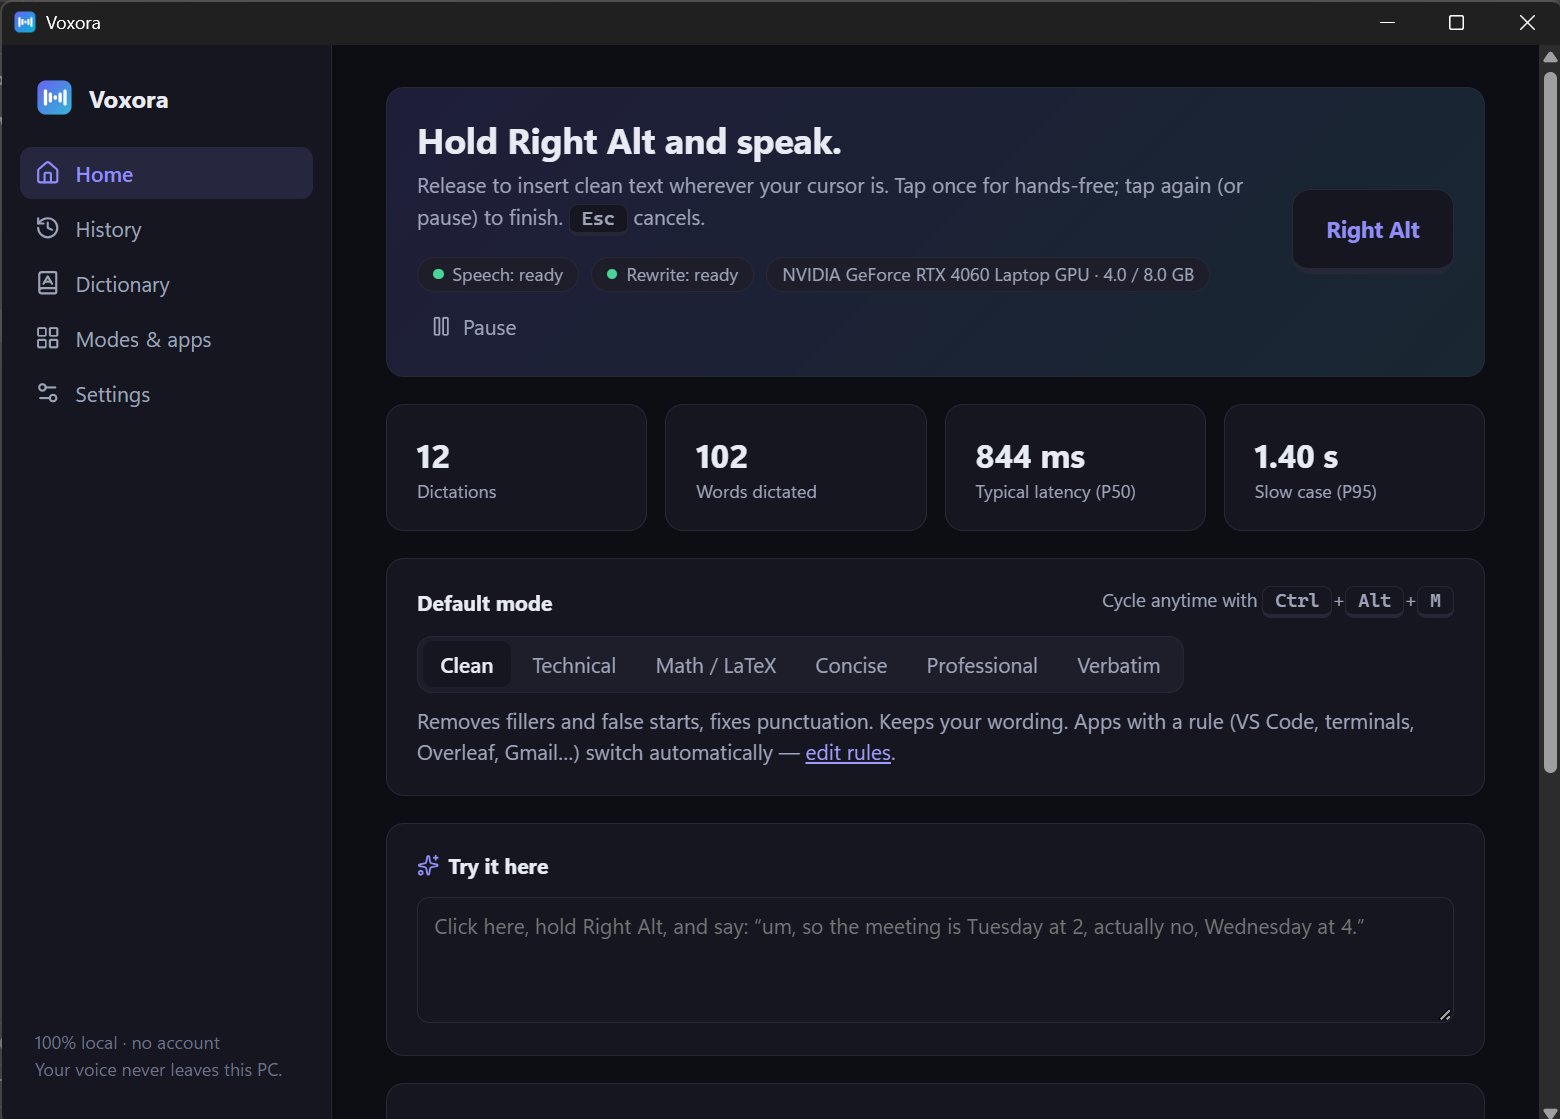 Voxora
Voxora
Home
History
Dictionary
Modes & apps
Settings
100% local · no account
Your voice never leaves this PC.
Hold Right Alt and speak.
Release to insert clean text wherever your cursor is. Tap once for hands-free; tap again (or
pause) to finish. Esc cancels.
Speech: ready
Rewrite: ready
NVIDIA GeForce RTX 4060 Laptop GPU · 4.0 / 8.0 GB
Pause
Right Alt
12
Dictations
102
Words dictated
844 ms
Typical latency (P50)
1.40 s
Slow case (P95)
Default mode
Cycle anytime with Ctrl + Alt + M
Clean
Technical
Math / LaTeX
Concise
Professional
Verbatim
Removes fillers and false starts, fixes punctuation. Keeps your wording. Apps with a rule (VS Code, terminals,
Overleaf, Gmail…) switch automatically — edit rules.
Try it here
Click here, hold Right Alt, and say: “um, so the meeting is Tuesday at 2, actually no, Wednesday at 4.”